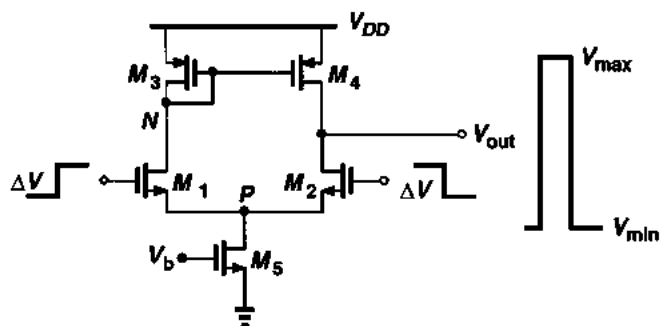 V_DD
M_3
M_4
N
V_out
V_max
ΔV
M_1
M_2
ΔV
P
V_b
M_5
V_min